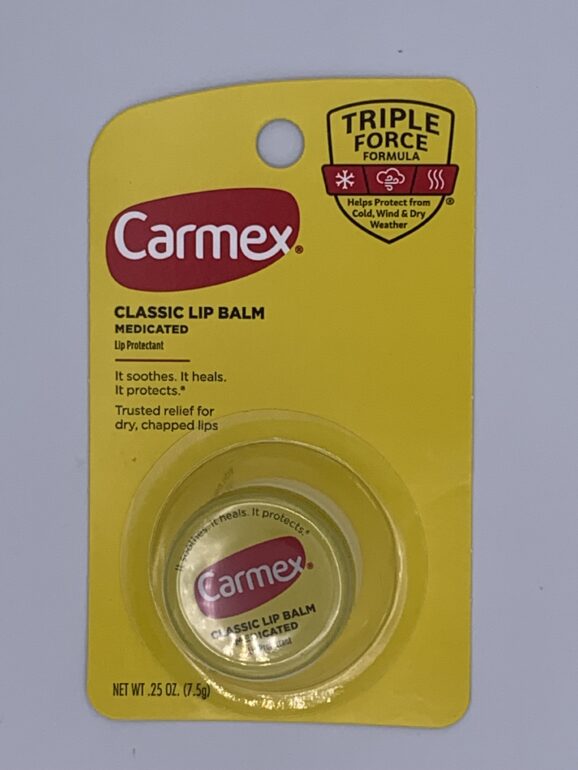 TRIPLE
FORCE
FORMULA
Helps Protect from
Cold, Wind & Dry
Weather
®
Carmex®
CLASSIC LIP BALM
MEDICATED
Lip Protectant
It soothes. It heals.
It protects.®
Trusted relief for
dry, chapped lips
It soothes. It heals. It protects.®
Carmex®
CLASSIC LIP BALM
MEDICATED
Lip Protectant
NET WT .25 OZ. (7.5g)